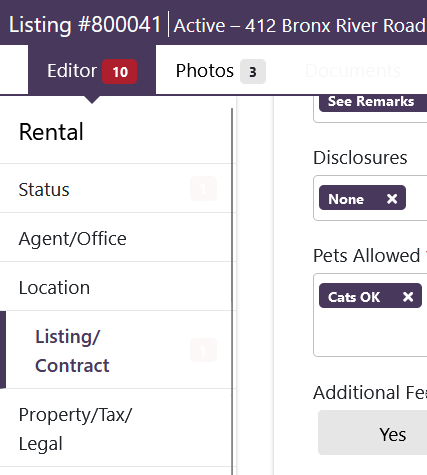 Listing #800041 Active – 412 Bronx River Road
Editor 10 Photos 3 Documents
See Remarks
Rental
Disclosures
Status 1
None ×
Agent/Office
Pets Allowed
Location
Cats OK ×
Listing/
Contract 1
Additional Fe
Property/Tax/
Legal
Yes